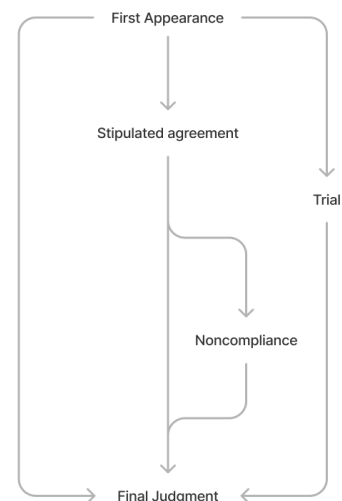 First Appearance
Stipulated agreement
Trial
Noncompliance
Final Judgment